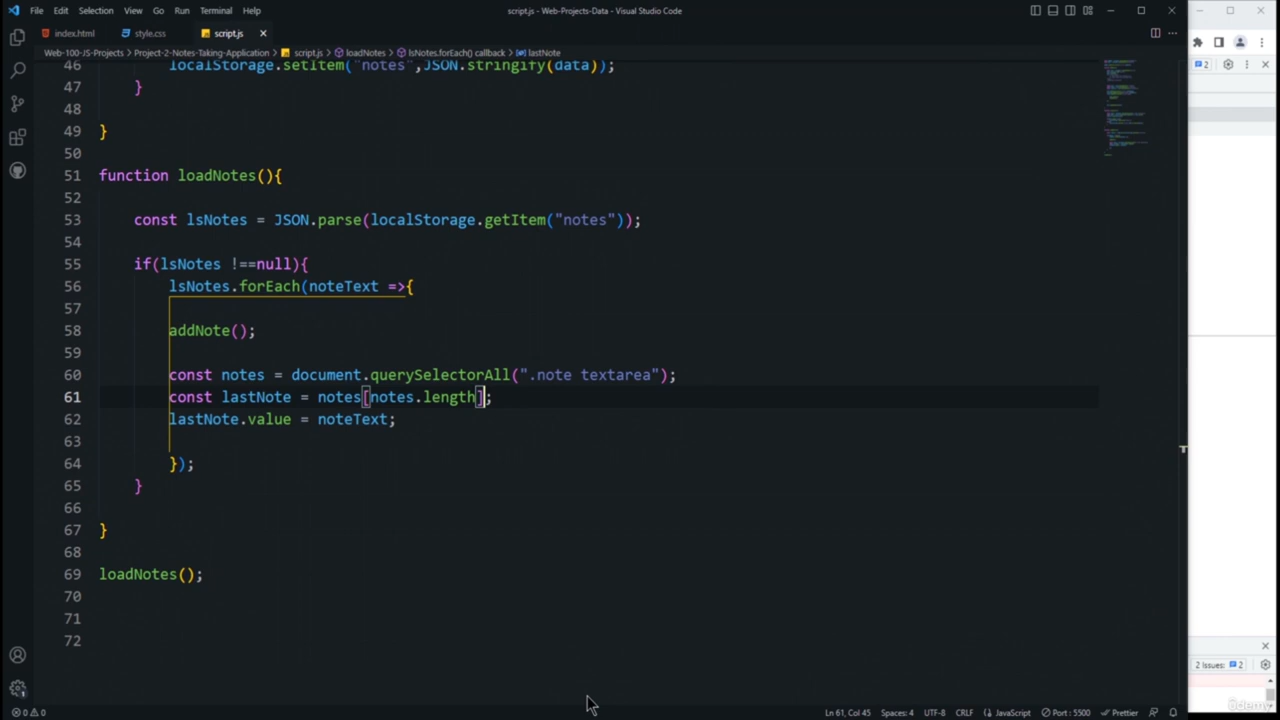 File Edit Selection View Go Run Terminal Help script.js - Web-Projects-Data - Visual Studio Code
index.html style.css script.js
Web-100-JS-Projects > Project-2-Notes-Taking-Application > script.js > loadNotes > lsNotes.forEach() callback > lastNote
2
46 localStorage.setItem("notes",JSON.stringify(data));
47 }
48
49 }
50
51 function loadNotes(){
52
53 const lsNotes = JSON.parse(localStorage.getItem("notes"));
54
55 if(lsNotes !==null){
56 lsNotes.forEach(noteText =>{
57
58 addNote();
59
60 const notes = document.querySelectorAll(".note textarea");
61 const lastNote = notes[notes.length];
62 lastNote.value = noteText;
63
64 });
65 }
66
67 }
68
69 loadNotes();
70
71
72
2 Issues: 2
0 0 Ln 61, Col 45 Spaces: 4 UTF-8 CRLF JavaScript Port : 5500 Prettier
ûdemy